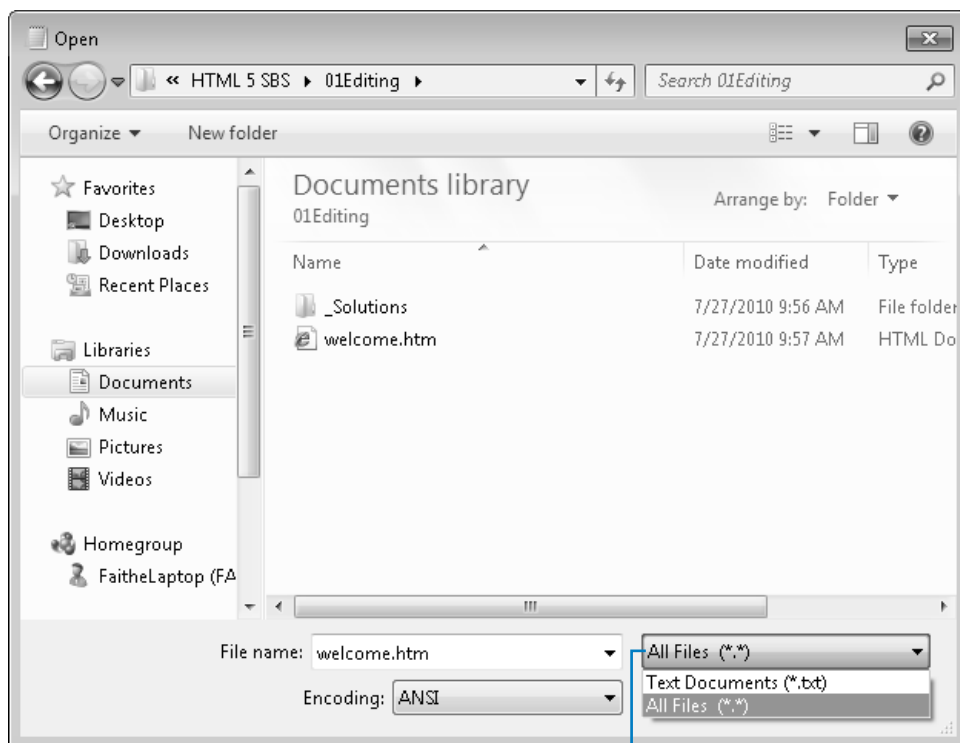 Open
« HTML 5 SBS ▸ 01Editing ▸
Search 01Editing
Organize ▾ New folder
Documents library
01Editing
Arrange by: Folder ▾
Favorites
Desktop
Downloads
Recent Places
Libraries
Documents
Music
Pictures
Videos
Homegroup
FaitheLaptop (FA
Name Date modified Type
_Solutions 7/27/2010 9:56 AM File folder
welcome.htm 7/27/2010 9:57 AM HTML Do
File name: welcome.htm
All Files (*.*)
Encoding: ANSI
Text Documents (*.txt)
All Files (*.*)